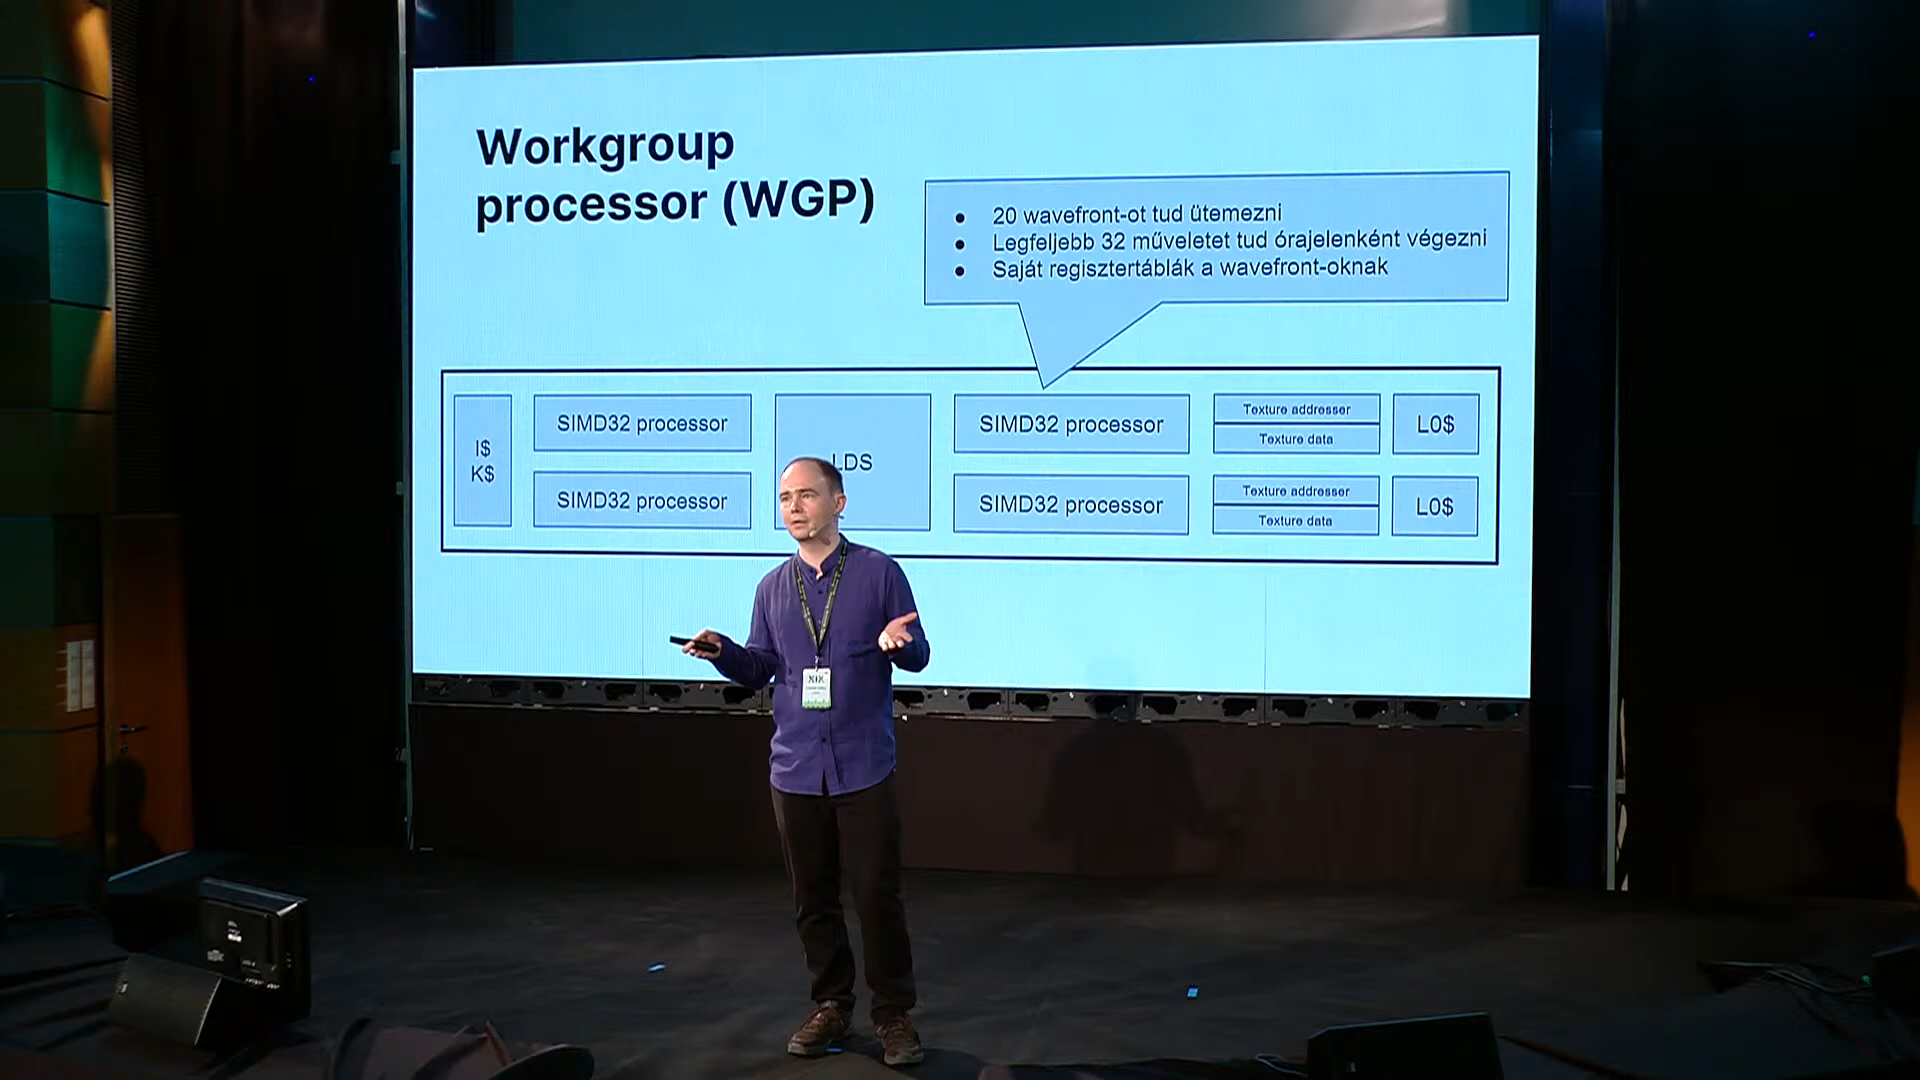 Workgroup
processor (WGP)
● 20 wavefront-ot tud ütemezni
● Legfeljebb 32 műveletet tud órajelenként végezni
● Saját regisztertáblák a wavefront-oknak
I$
K$
SIMD32 processor
SIMD32 processor
LDS
SIMD32 processor
SIMD32 processor
Texture addresser
Texture data
Texture addresser
Texture data
L0$
L0$
XIX